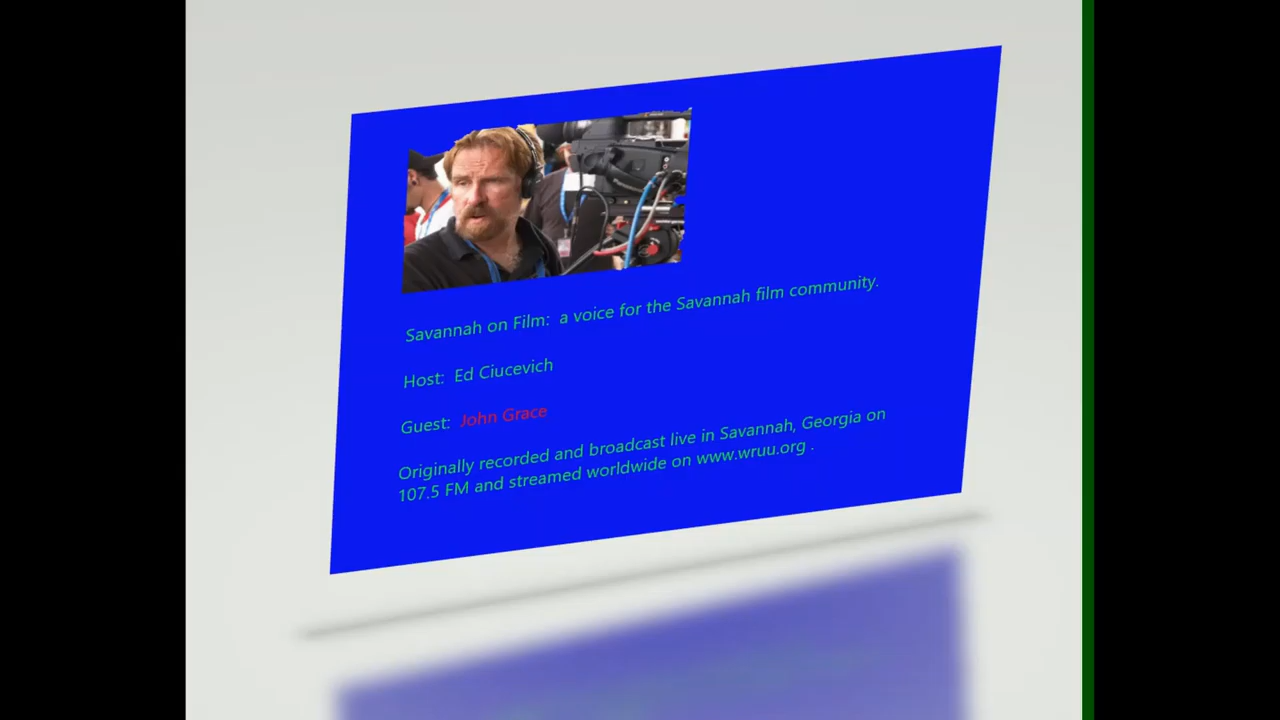 Savannah on Film:  a voice for the Savannah film community.
Host:  Ed Ciucevich
Guest:  John Grace
Originally recorded and broadcast live in Savannah, Georgia on
107.5 FM and streamed worldwide on www.wruu.org .